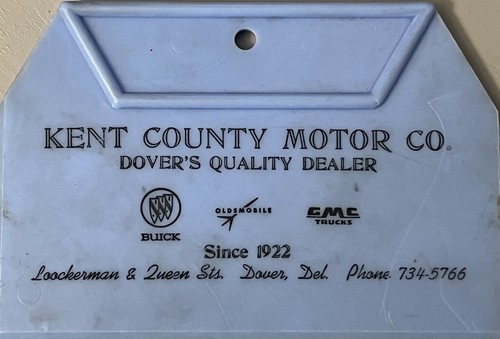 KENT COUNTY MOTOR CO.
DOVER'S QUALITY DEALER
OLDSMOBILE GMC
BUICK TRUCKS
Since 1922
Loockerman & Queen Sts. Dover, Del. Phone 734-5766